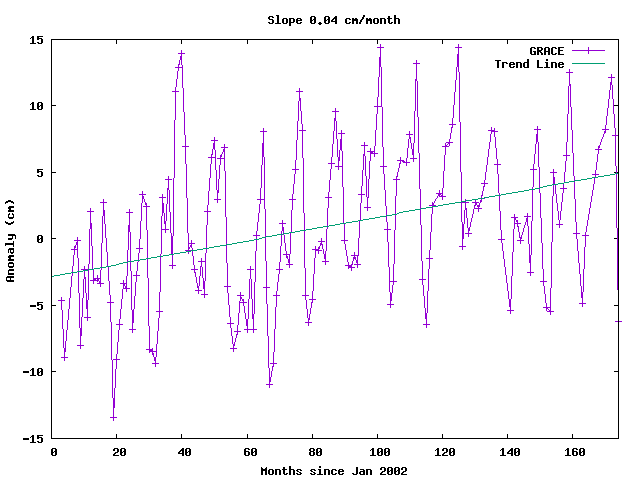 Slope 0.04 cm/month
GRACE
Trend Line
15
10
5
0
-5
-10
-15
Anomaly (cm)
0 20 40 60 80 100 120 140 160
Months since Jan 2002